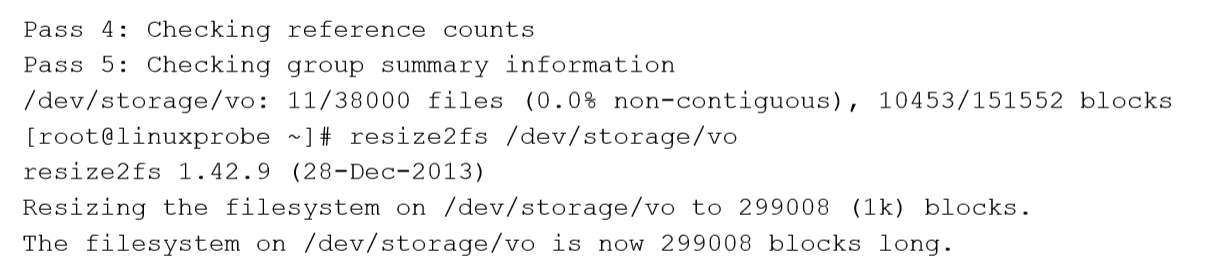 Pass 4: Checking reference counts
Pass 5: Checking group summary information
/dev/storage/vo: 11/38000 files (0.0% non-contiguous), 10453/151552 blocks
[root@linuxprobe ~]# resize2fs /dev/storage/vo
resize2fs 1.42.9 (28-Dec-2013)
Resizing the filesystem on /dev/storage/vo to 299008 (1k) blocks.
The filesystem on /dev/storage/vo is now 299008 blocks long.